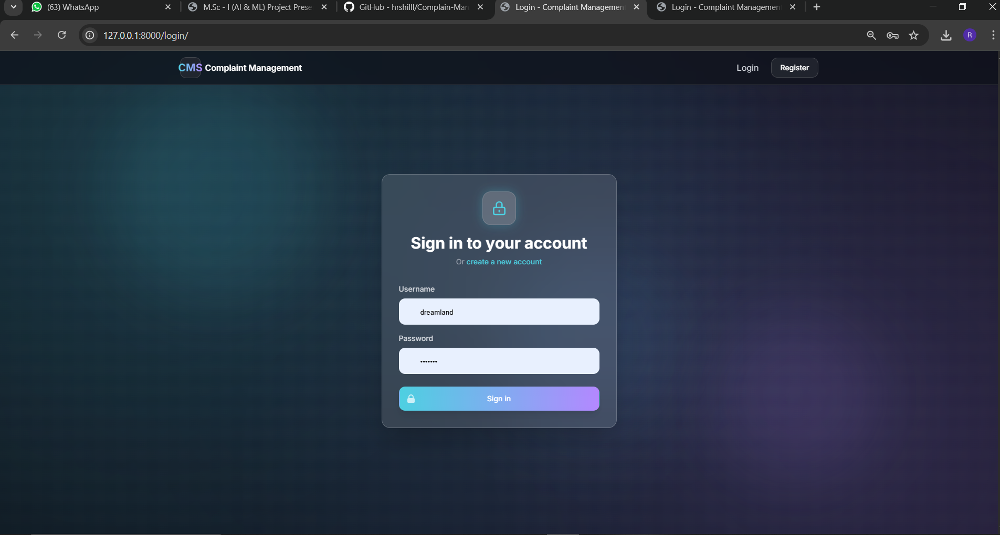 (63) WhatsApp
M.Sc - I (AI & ML) Project Prese
GitHub - hrshilll/Complain-Man
Login - Complaint Management
Login - Complaint Management
127.0.0.1:8000/login/
R
CMS Complaint Management
Login
Register
Sign in to your account
Or create a new account
Username
dreamland
Password
•••••••
Sign in